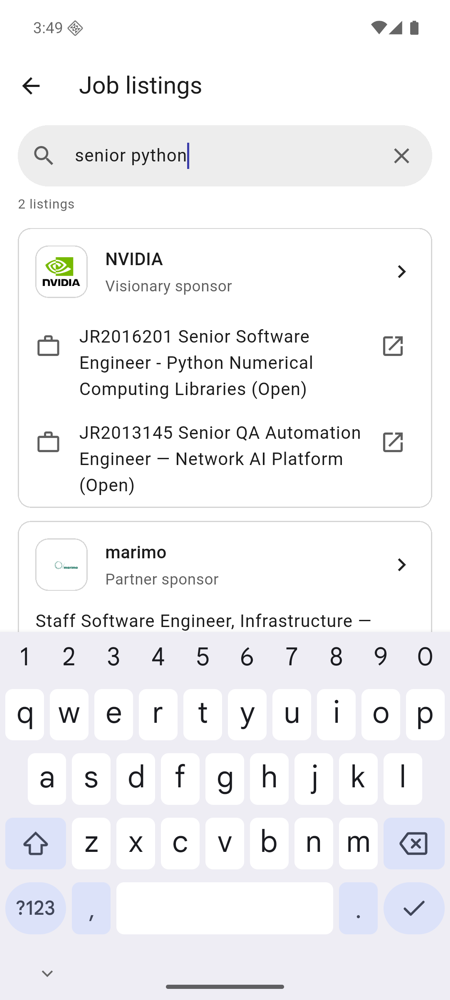 3:49
Job listings
senior python
2 listings
NVIDIA
NVIDIA
Visionary sponsor
JR2016201 Senior Software
Engineer - Python Numerical
Computing Libraries (Open)
JR2013145 Senior QA Automation
Engineer — Network AI Platform
(Open)
marimo
Partner sponsor
Staff Software Engineer, Infrastructure —
1 2 3 4 5 6 7 8 9 0
q w e r t y u i o p
a s d f g h j k l
z x c v b n m
?123 , .